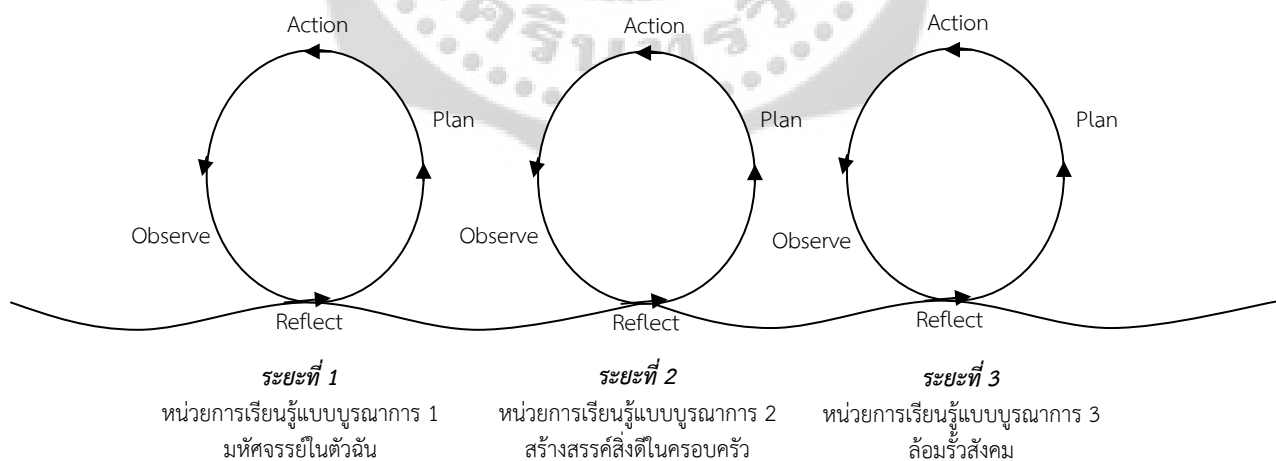 Action
Action
Action
Plan
Plan
Plan
Observe
Observe
Observe
Reflect
Reflect
Reflect
ระยะที่ 1
หน่วยการเรียนรู้แบบบูรณาการ 1
มหัศจรรย์ในตัวฉัน
ระยะที่ 2
หน่วยการเรียนรู้แบบบูรณาการ 2
สร้างสรรค์สิ่งดีในครอบครัว
ระยะที่ 3
หน่วยการเรียนรู้แบบบูรณาการ 3
ล้อมรั้วสังคม